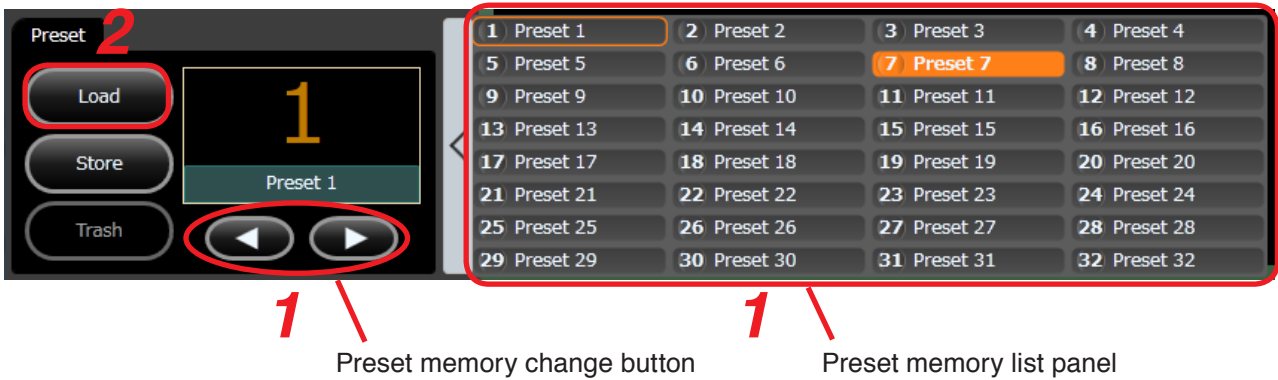 Preset
2
Load
Store
Trash
1
Preset 1
1 Preset 1 2 Preset 2 3 Preset 3 4 Preset 4
5 Preset 5 6 Preset 6 7 Preset 7 8 Preset 8
9 Preset 9 10 Preset 10 11 Preset 11 12 Preset 12
13 Preset 13 14 Preset 14 15 Preset 15 16 Preset 16
17 Preset 17 18 Preset 18 19 Preset 19 20 Preset 20
21 Preset 21 22 Preset 22 23 Preset 23 24 Preset 24
25 Preset 25 26 Preset 26 27 Preset 27 28 Preset 28
29 Preset 29 30 Preset 30 31 Preset 31 32 Preset 32
1 1
Preset memory change button Preset memory list panel